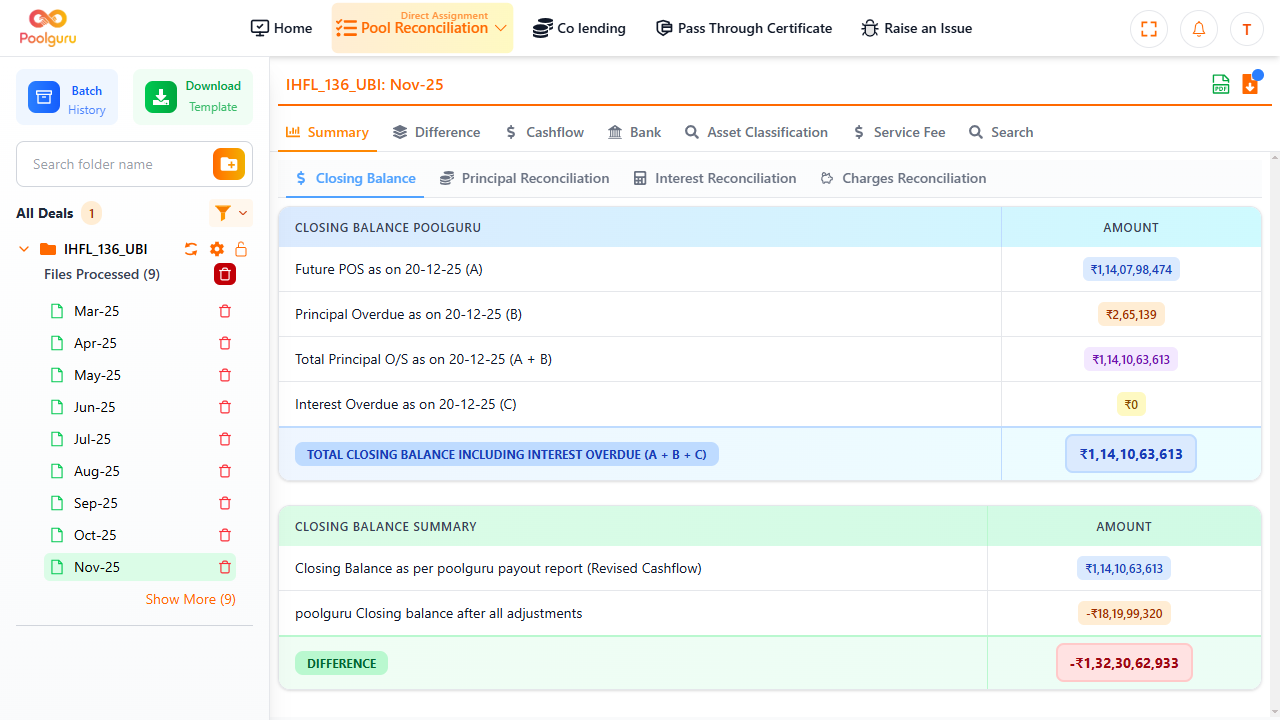 Poolguru
Home
Direct Assignment
Pool Reconciliation
Co lending
Pass Through Certificate
Raise an Issue
T
Batch
History
Download
Template
Search folder name
All Deals 1
IHFL_136_UBI
Files Processed (9)
Mar-25
Apr-25
May-25
Jun-25
Jul-25
Aug-25
Sep-25
Oct-25
Nov-25
Show More (9)
IHFL_136_UBI: Nov-25
PDF
Summary Difference Cashflow Bank Asset Classification Service Fee Search
Closing Balance Principal Reconciliation Interest Reconciliation Charges Reconciliation
CLOSING BALANCE POOLGURU AMOUNT
Future POS as on 20-12-25 (A) ₹1,14,07,98,474
Principal Overdue as on 20-12-25 (B) ₹2,65,139
Total Principal O/S as on 20-12-25 (A + B) ₹1,14,10,63,613
Interest Overdue as on 20-12-25 (C) ₹0
TOTAL CLOSING BALANCE INCLUDING INTEREST OVERDUE (A + B + C) ₹1,14,10,63,613
CLOSING BALANCE SUMMARY AMOUNT
Closing Balance as per poolguru payout report (Revised Cashflow) ₹1,14,10,63,613
poolguru Closing balance after all adjustments -₹18,19,99,320
DIFFERENCE -₹1,32,30,62,933